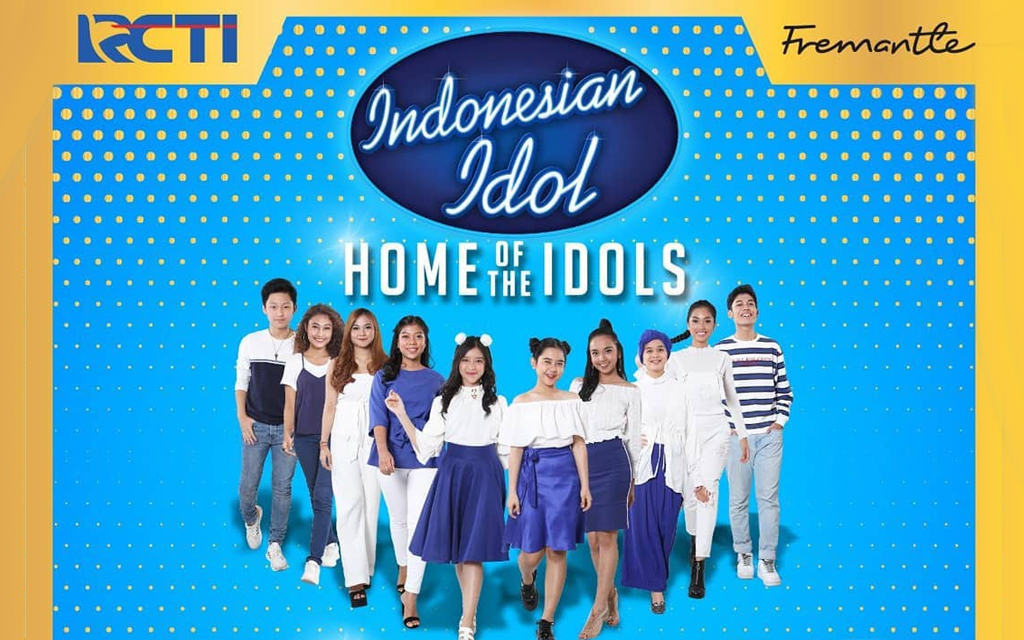 RCTI
Fremantle
Indonesian
Idol
HOME OF THE IDOLS